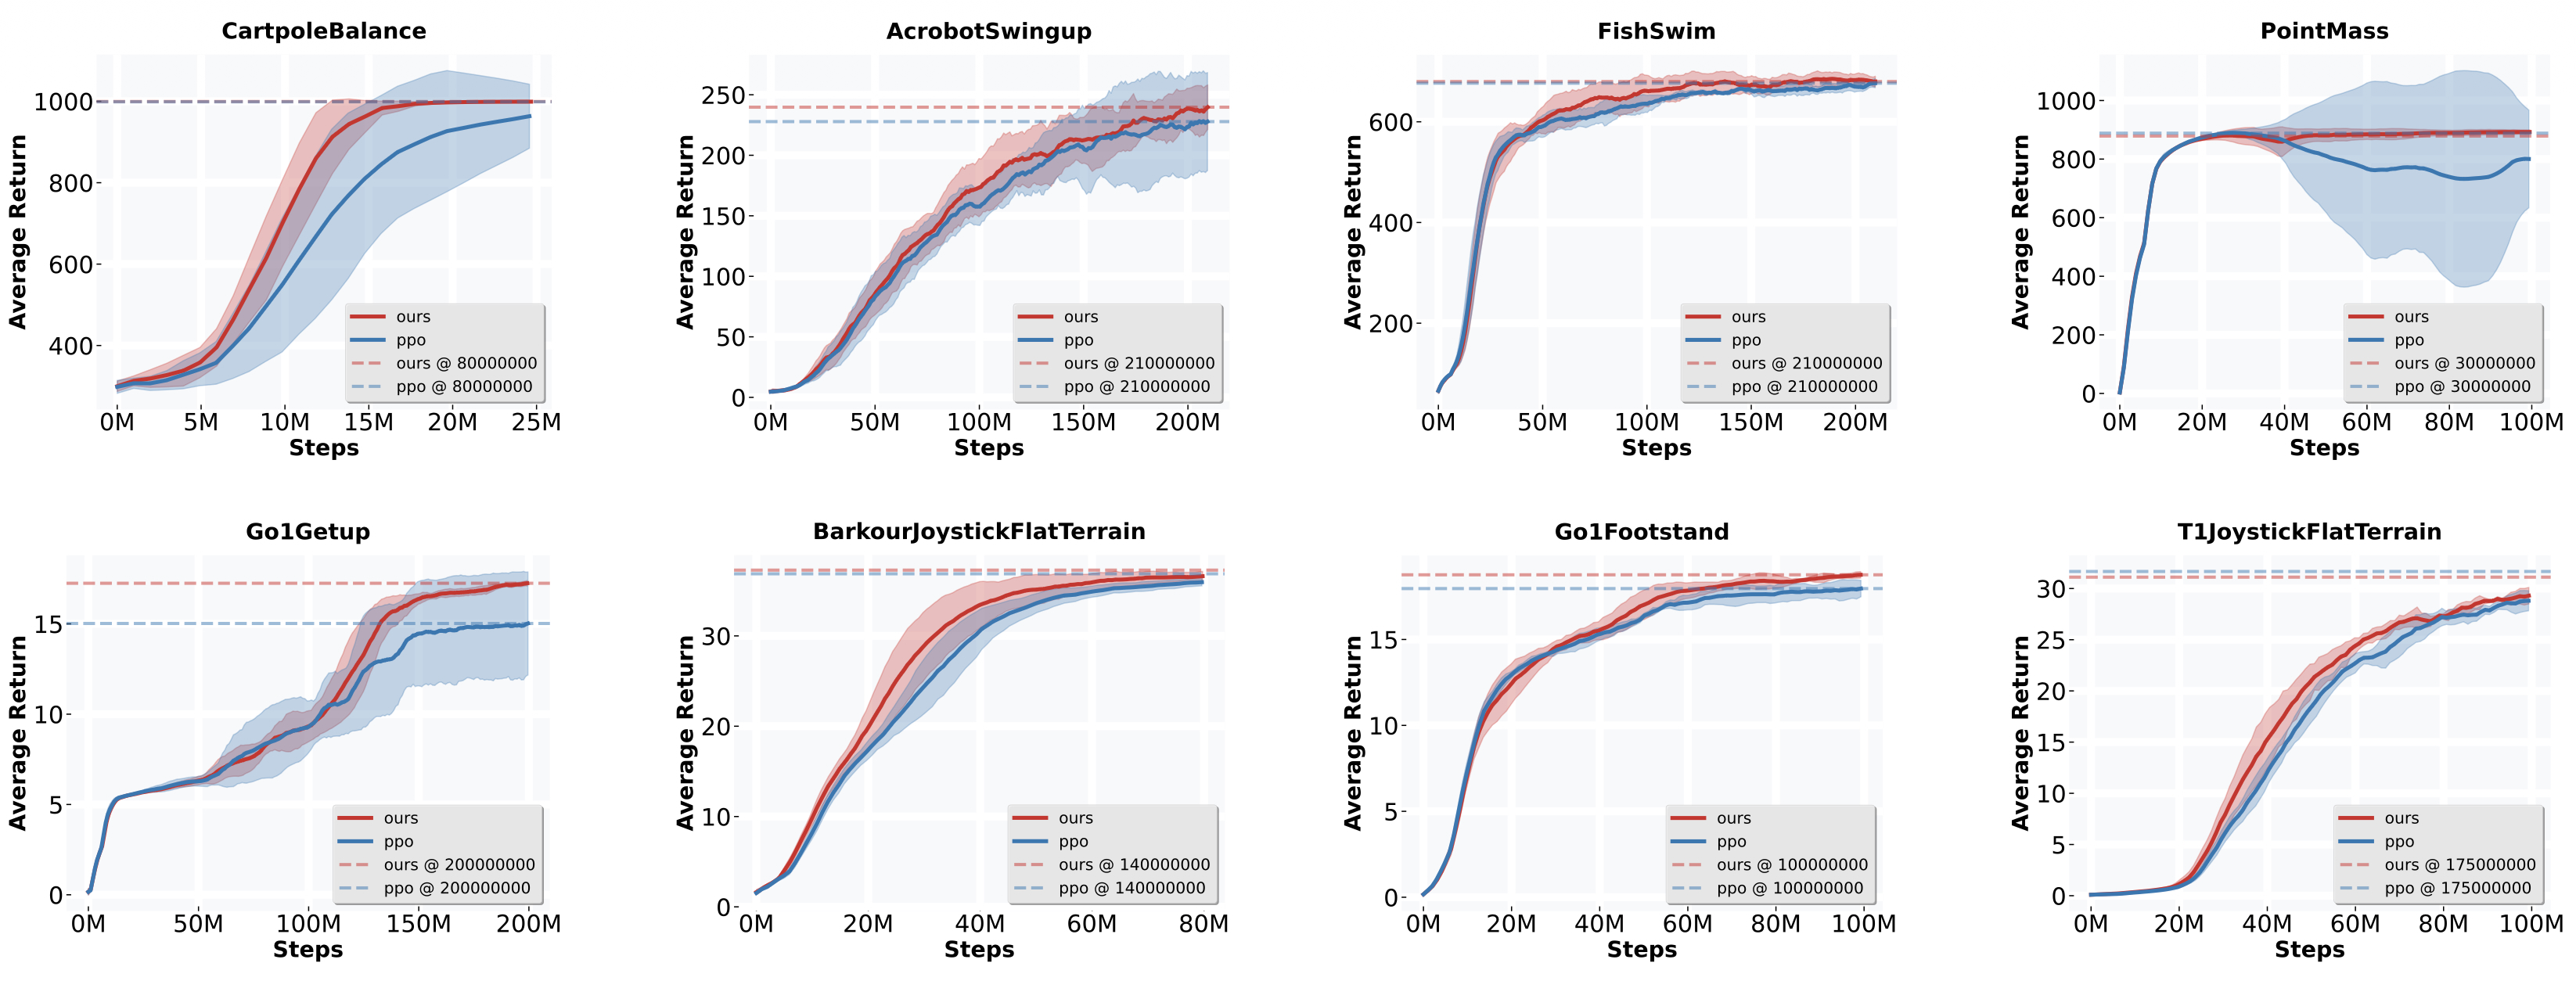 CartpoleBalance
Average Return
1000
800
600
400
ours
ppo
ours @ 80000000
ppo @ 80000000
0M 5M 10M 15M 20M 25M
Steps
AcrobotSwingup
Average Return
250
200
150
100
50
0
ours
ppo
ours @ 210000000
ppo @ 210000000
0M 50M 100M 150M 200M
Steps
FishSwim
Average Return
600
400
200
ours
ppo
ours @ 210000000
ppo @ 210000000
0M 50M 100M 150M 200M
Steps
PointMass
Average Return
1000
800
600
400
200
0
ours
ppo
ours @ 30000000
ppo @ 30000000
0M 20M 40M 60M 80M 100M
Steps
Go1Getup
Average Return
15
10
5
0
ours
ppo
ours @ 200000000
ppo @ 200000000
0M 50M 100M 150M 200M
Steps
BarkourJoystickFlatTerrain
Average Return
30
20
10
0
ours
ppo
ours @ 140000000
ppo @ 140000000
0M 20M 40M 60M 80M
Steps
Go1Footstand
Average Return
15
10
5
0
ours
ppo
ours @ 100000000
ppo @ 100000000
0M 20M 40M 60M 80M 100M
Steps
T1JoystickFlatTerrain
Average Return
30
25
20
15
10
5
0
ours
ppo
ours @ 175000000
ppo @ 175000000
0M 20M 40M 60M 80M 100M
Steps